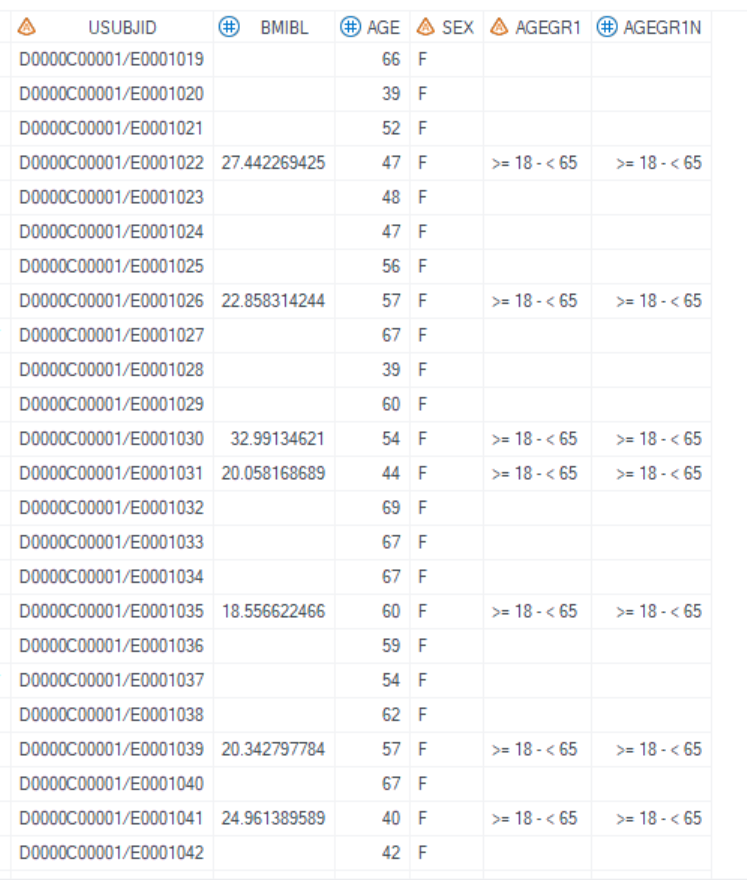 USUBJID BMIBL AGE SEX AGEGR1 AGEGR1N
D0000C00001/E0001019 66 F
D0000C00001/E0001020 39 F
D0000C00001/E0001021 52 F
D0000C00001/E0001022 27.442269425 47 F >= 18 - < 65 >= 18 - < 65
D0000C00001/E0001023 48 F
D0000C00001/E0001024 47 F
D0000C00001/E0001025 56 F
D0000C00001/E0001026 22.858314244 57 F >= 18 - < 65 >= 18 - < 65
D0000C00001/E0001027 67 F
D0000C00001/E0001028 39 F
D0000C00001/E0001029 60 F
D0000C00001/E0001030 32.99134621 54 F >= 18 - < 65 >= 18 - < 65
D0000C00001/E0001031 20.058168689 44 F >= 18 - < 65 >= 18 - < 65
D0000C00001/E0001032 69 F
D0000C00001/E0001033 67 F
D0000C00001/E0001034 67 F
D0000C00001/E0001035 18.556622466 60 F >= 18 - < 65 >= 18 - < 65
D0000C00001/E0001036 59 F
D0000C00001/E0001037 54 F
D0000C00001/E0001038 62 F
D0000C00001/E0001039 20.342797784 57 F >= 18 - < 65 >= 18 - < 65
D0000C00001/E0001040 67 F
D0000C00001/E0001041 24.961389589 40 F >= 18 - < 65 >= 18 - < 65
D0000C00001/E0001042 42 F